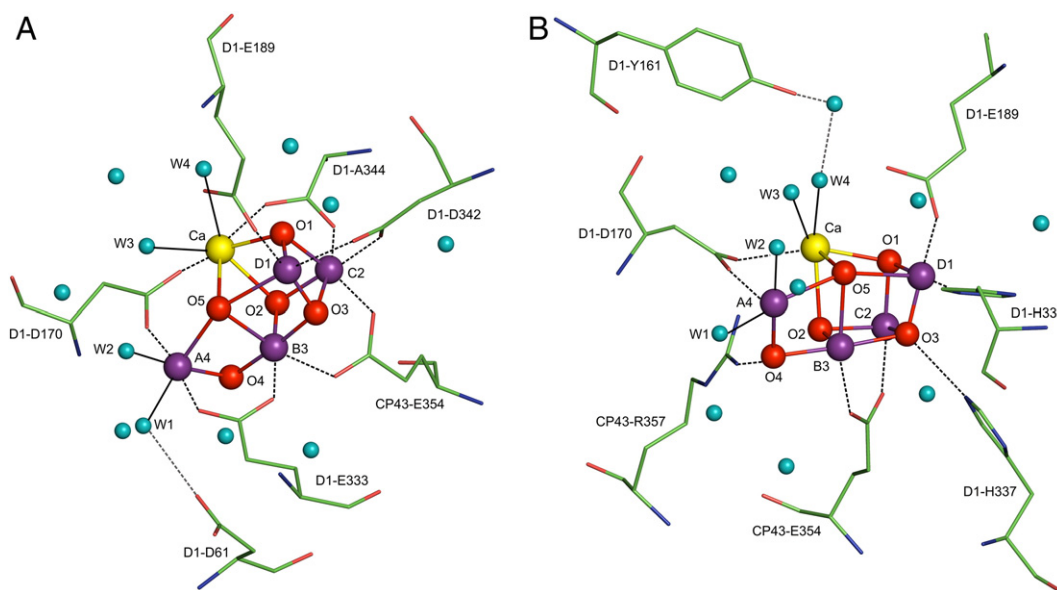 A
D1-E189
W4
D1-A344
D1-D342
Ca
O1
W3
D1
C2
O5
O2
O3
D1-D170
W2
A4
B3
O4
CP43-E354
W1
D1-E333
D1-D61
B
D1-Y161
D1-E189
W3
W4
D1-D170
W2
Ca
O1
D1
O5
A4
C2
D1-H33
W1
O2
O3
B3
O4
CP43-R357
D1-H337
CP43-E354